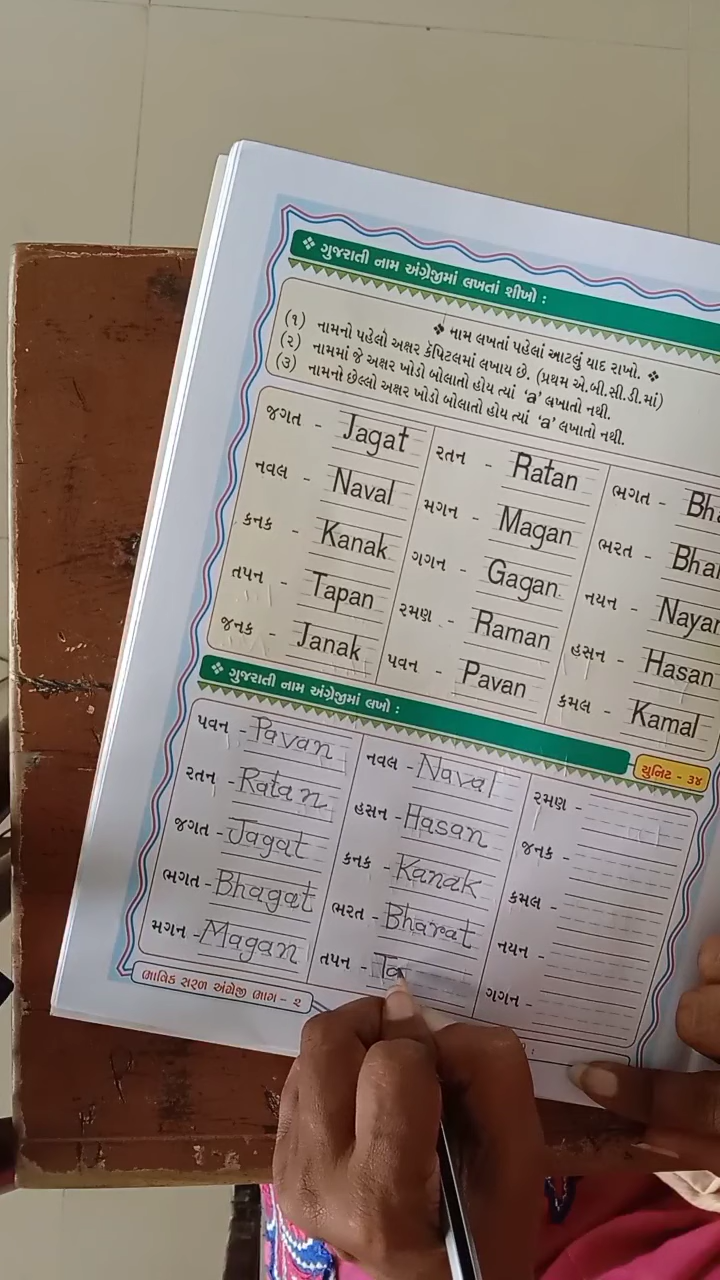 ❖ ગુજરાતી નામ અંગ્રેજીમાં લખતાં શીખો :
❖ નામ લખતાં પહેલાં આટલું યાદ રાખો. ❖
(૧) નામનો પહેલો અક્ષર કૅપિટલમાં લખાય છે. (પ્રથમ એ.બી.સી.ડી.માં)
(૨) નામમાં જે અક્ષર ખોડો બોલાતો હોય ત્યાં 'a' લખાતો નથી.
(૩) નામનો છેલ્લો અક્ષર ખોડો બોલાતો હોય ત્યાં 'a' લખાતો નથી.
જગત - Jagat રતન - Ratan ભગત - Bha
નવલ - Naval મગન - Magan ભરત - Bhar
કનક - Kanak ગગન - Gagan નયન - Nayan
તપન - Tapan રમણ - Raman હસન - Hasan
જનક - Janak પવન - Pavan કમલ - Kamal
❖ ગુજરાતી નામ અંગ્રેજીમાં લખો :
યુનિટ - ૩૪
પવન - Pavan નવલ - Naval રમણ -
રતન - Ratan હસન - Hasan જનક -
જગત - Jagat કનક - Kanak કમલ -
ભગત - Bhagat ભરત - Bharat નયન -
મગન - Magan તપન - Ta ગગન -
ભાવિક સરળ અંગ્રેજી ભાગ - ૨